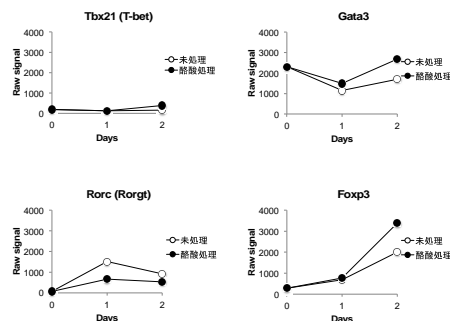 Tbx21 (T-bet)
4000
3000
2000
1000
0
Raw signal
0 1 2
Days
未処理
酪酸処理
Gata3
4000
3000
2000
1000
0
Raw signal
0 1 2
Days
未処理
酪酸処理
Rorc (Rorgt)
4000
3000
2000
1000
0
Raw signal
0 1 2
Days
未処理
酪酸処理
Foxp3
4000
3000
2000
1000
0
Raw signal
0 1 2
Days
未処理
酪酸処理